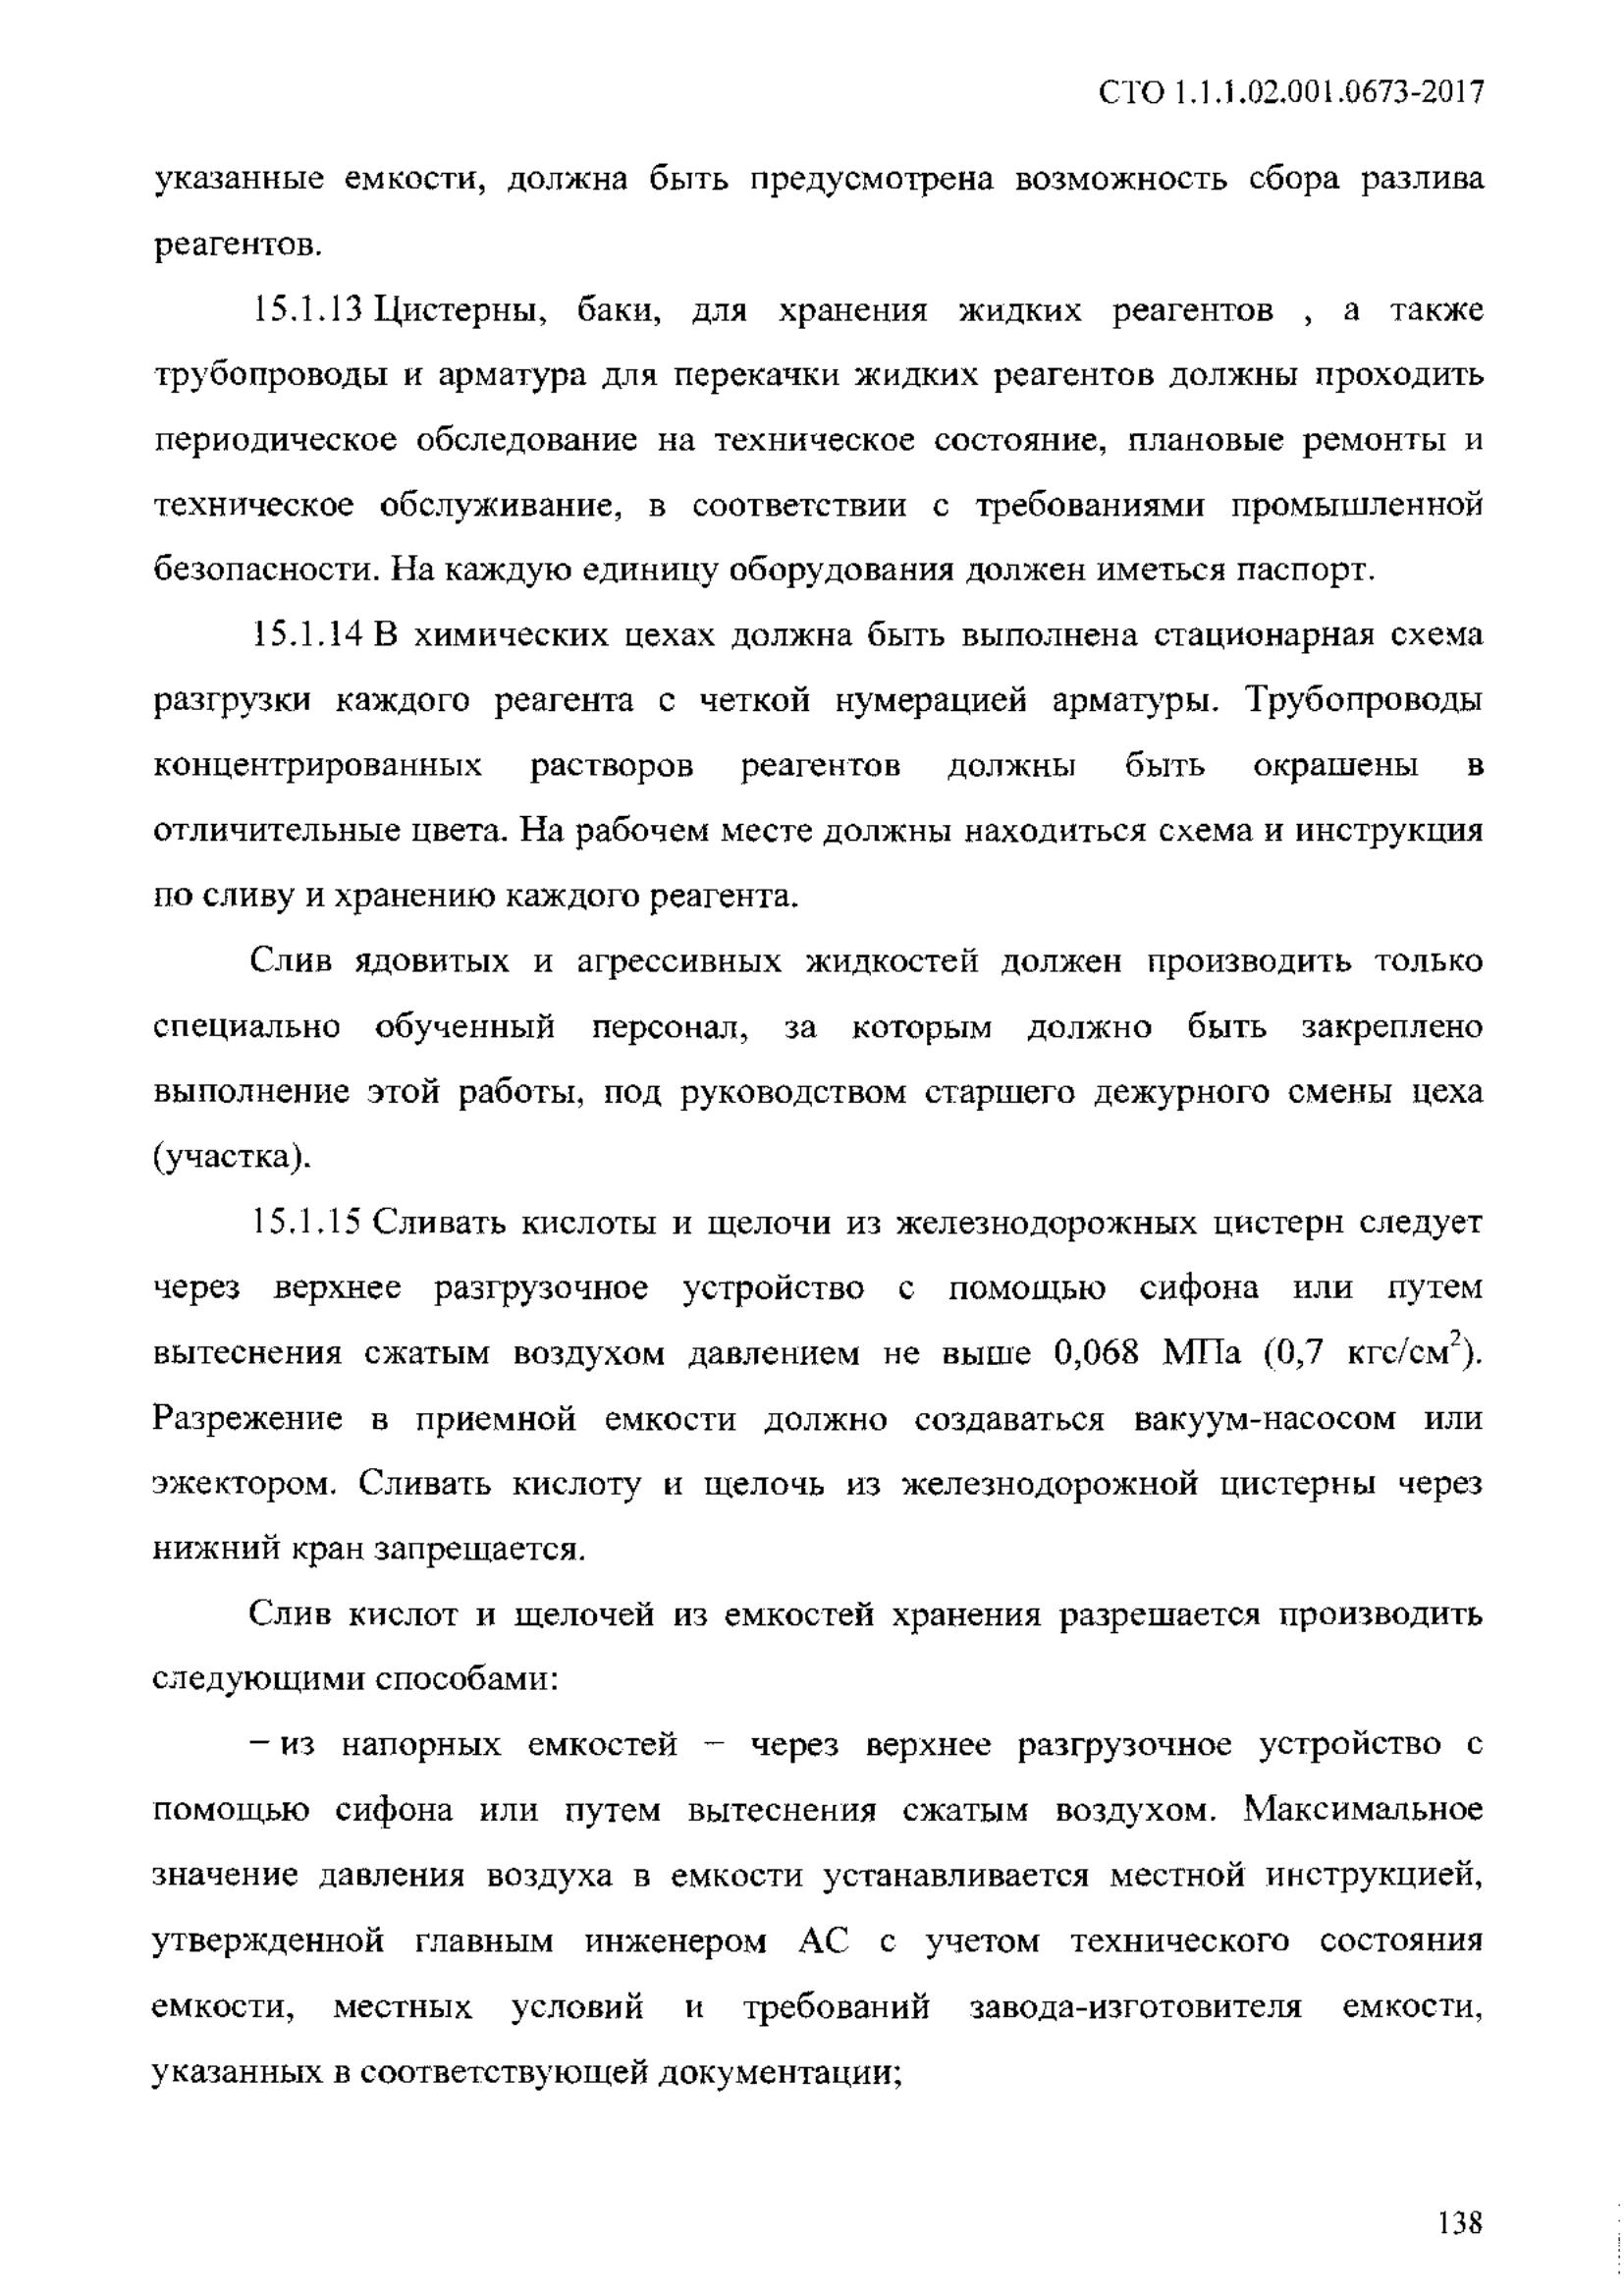 СТО 1.1.1.02.001.0673-2017
указанные емкости, должна быть предусмотрена возможность сбора разлива
реагентов.
15.1.13 Цистерны, баки, для хранения жидких реагентов , а также
трубопроводы и арматура для перекачки жидких реагентов должны проходить
периодическое обследование на техническое состояние, плановые ремонты и
техническое обслуживание, в соответствии с требованиями промышленной
безопасности. На каждую единицу оборудования должен иметься паспорт.
15.1.14 В химических цехах должна быть выполнена стационарная схема
разгрузки каждого реагента с четкой нумерацией арматуры. Трубопроводы
концентрированных растворов реагентов должны быть окрашены в
отличительные цвета. На рабочем месте должны находиться схема и инструкция
по сливу и хранению каждого реагента.
Слив ядовитых и агрессивных жидкостей должен производить только
специально обученный персонал, за которым должно быть закреплено
выполнение этой работы, под руководством старшего дежурного смены цеха
(участка).
15.1.15 Сливать кислоты и щелочи из железнодорожных цистерн следует
через верхнее разгрузочное устройство с помощью сифона или путем
вытеснения сжатым воздухом давлением не выше 0,068 МПа (0,7 кгс/см²).
Разрежение в приемной емкости должно создаваться вакуум-насосом или
эжектором. Сливать кислоту и щелочь из железнодорожной цистерны через
нижний кран запрещается.
Слив кислот и щелочей из емкостей хранения разрешается производить
следующими способами:
– из напорных емкостей – через верхнее разгрузочное устройство с
помощью сифона или путем вытеснения сжатым воздухом. Максимальное
значение давления воздуха в емкости устанавливается местной инструкцией,
утвержденной главным инженером АС с учетом технического состояния
емкости, местных условий и требований завода-изготовителя емкости,
указанных в соответствующей документации;
138